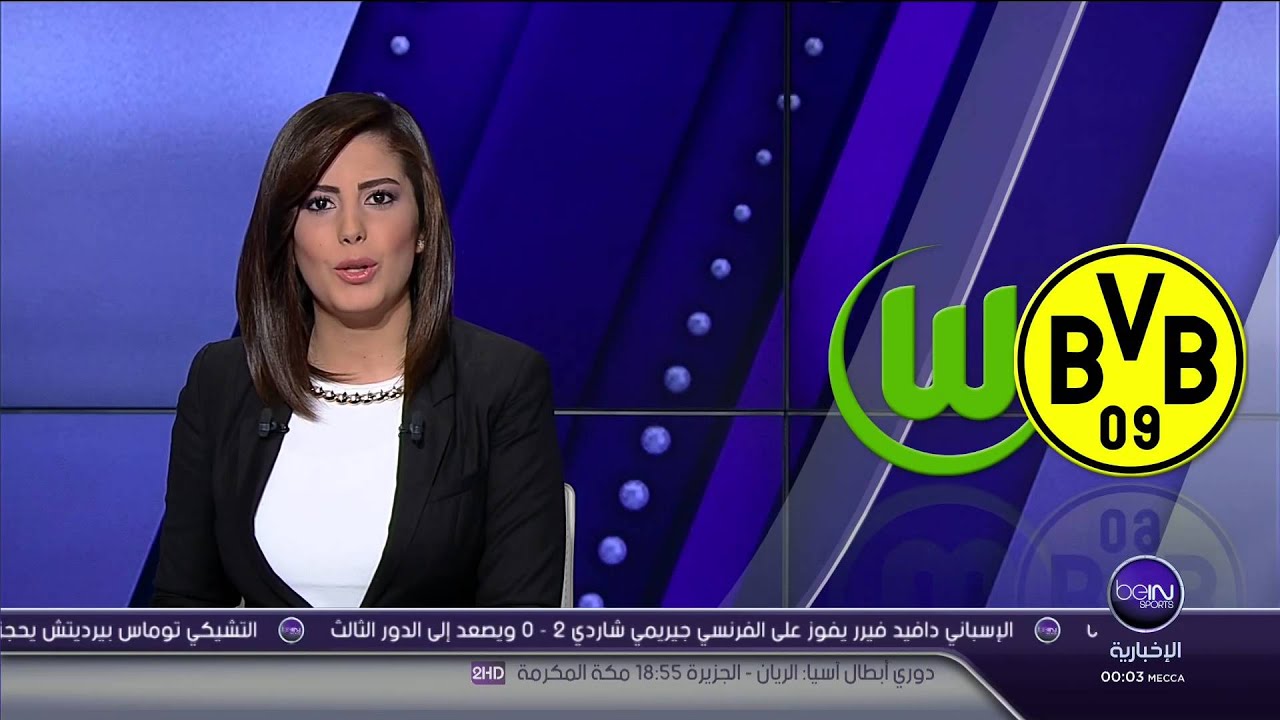 W
BVB
09
beIN
SPORTS
الإسباني دافيد فيرر يفوز على الفرنسي جيريمي شاردي 2 - 0 ويصعد إلى الدور الثالث
التشيكي توماس بيرديتش يحجز
الإخبارية
دوري أبطال آسيا: الريان - الجزيرة 18:55 مكة المكرمة 2HD
00:03 MECCA